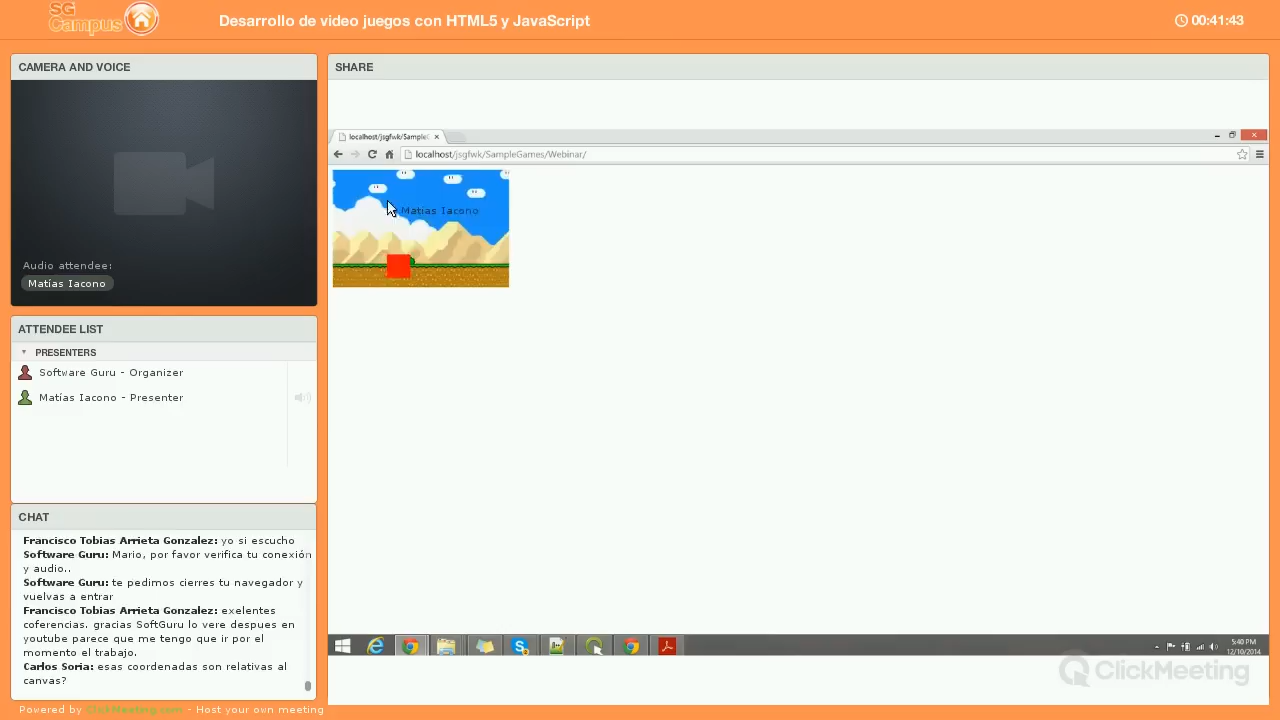 SG
Campus
Desarrollo de video juegos con HTML5 y JavaScript
00:41:43
CAMERA AND VOICE
Audio attendee:
Matías Iacono
ATTENDEE LIST
PRESENTERS
Software Guru - Organizer
Matías Iacono - Presenter
CHAT
Francisco Tobias Arrieta Gonzalez: yo si escucho
Software Guru: Mario, por favor verifica tu conexión
y audio..
Software Guru: te pedimos cierres tu navegador y
vuelvas a entrar
Francisco Tobias Arrieta Gonzalez: exelentes
coferencias. gracias SoftGuru lo vere despues en
youtube parece que me tengo que ir por el
momento el trabajo.
Carlos Soria: esas coordenadas son relativas al
canvas?
Powered by ClickMeeting.com - Host your own meeting
SHARE
localhost/jsgfwk/Sample
localhost/jsgfwk/SampleGames/Webinar/
Matías Iacono
5:40 PM
12/10/2014
ClickMeeting